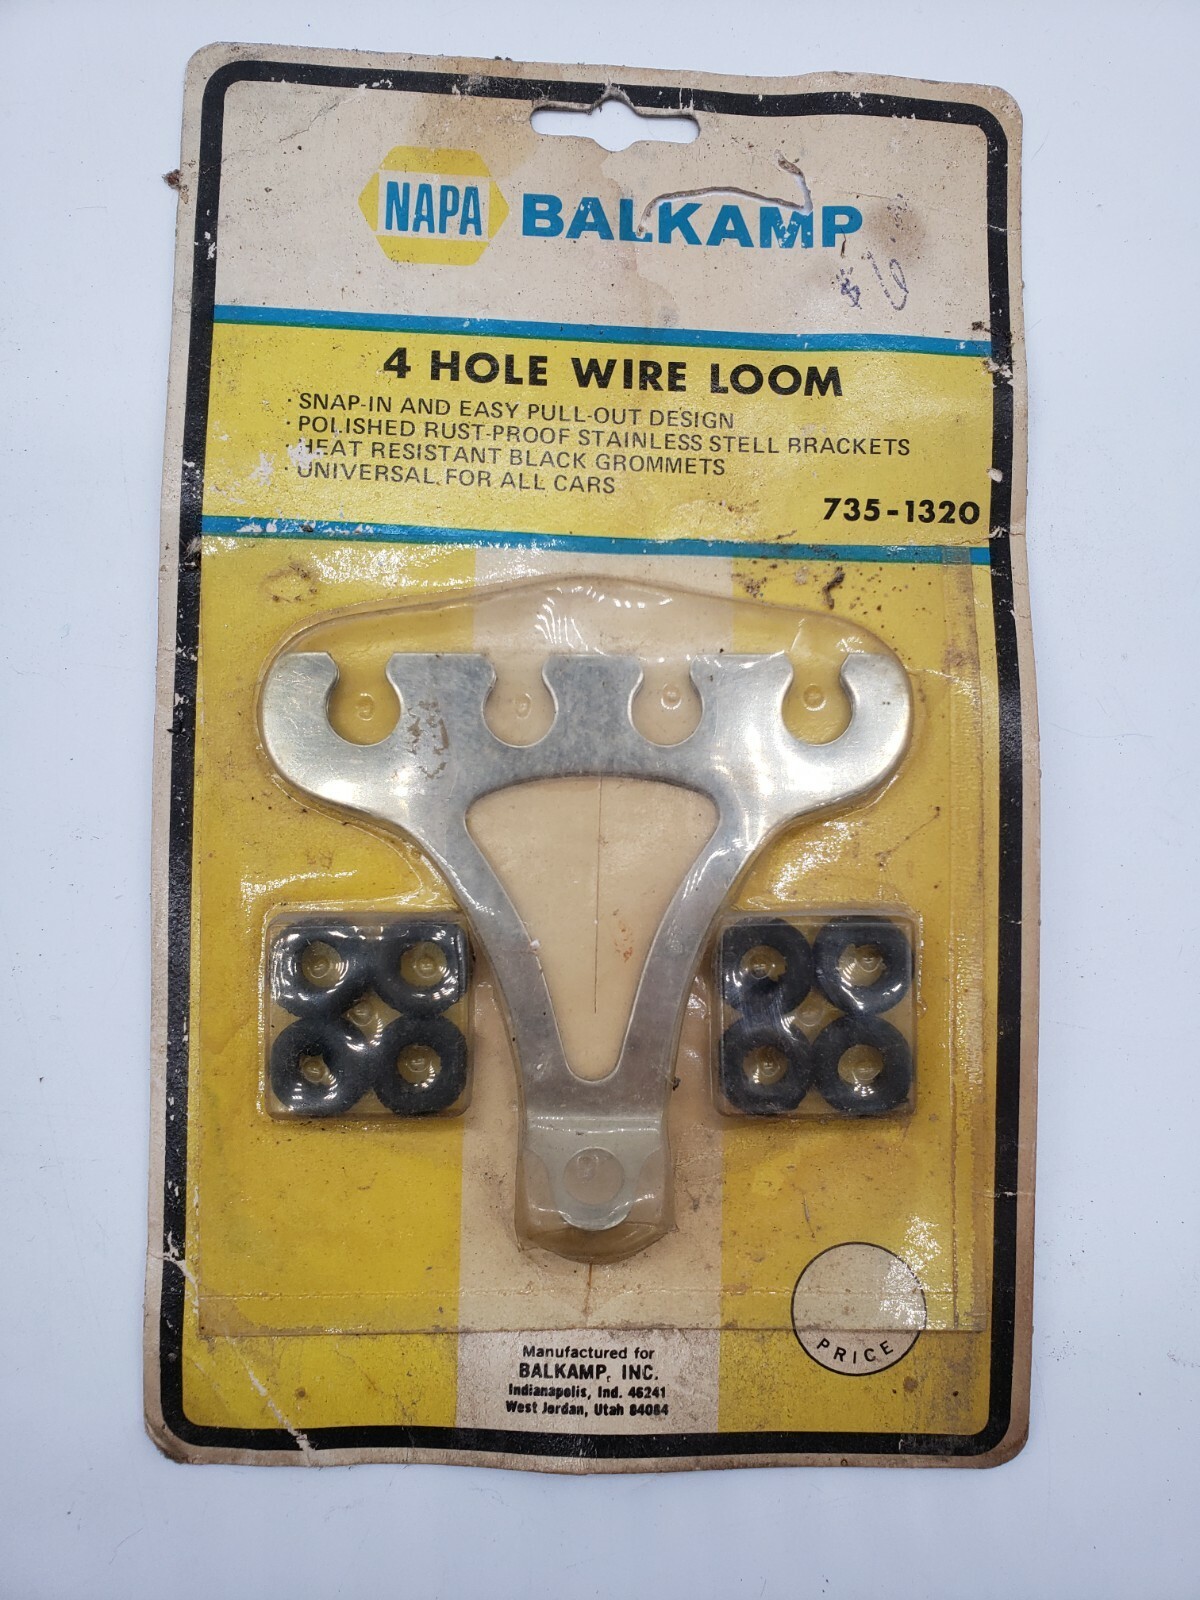 NAPA BALKAMP
4 HOLE WIRE LOOM
· SNAP-IN AND EASY PULL-OUT DESIGN
· POLISHED RUST-PROOF STAINLESS STELL BRACKETS
· HEAT RESISTANT BLACK GROMMETS
· UNIVERSAL FOR ALL CARS
735-1320
PRICE
Manufactured for
BALKAMP, INC.
Indianapolis, Ind. 46241
West Jordan, Utah 84084